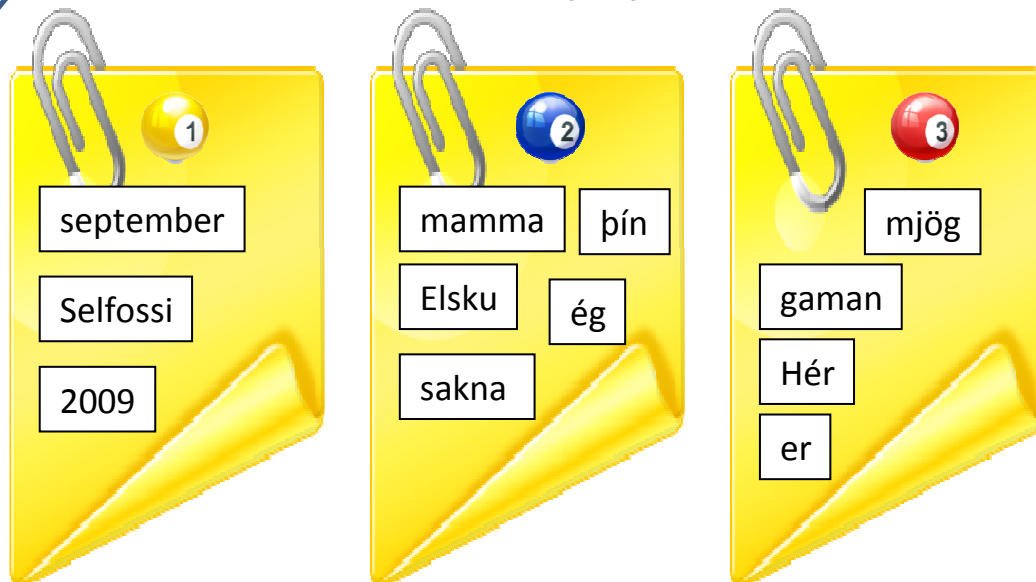 1
september
Selfossi
2009
2
mamma þín
Elsku ég
sakna
3
mjög
gaman
Hér
er